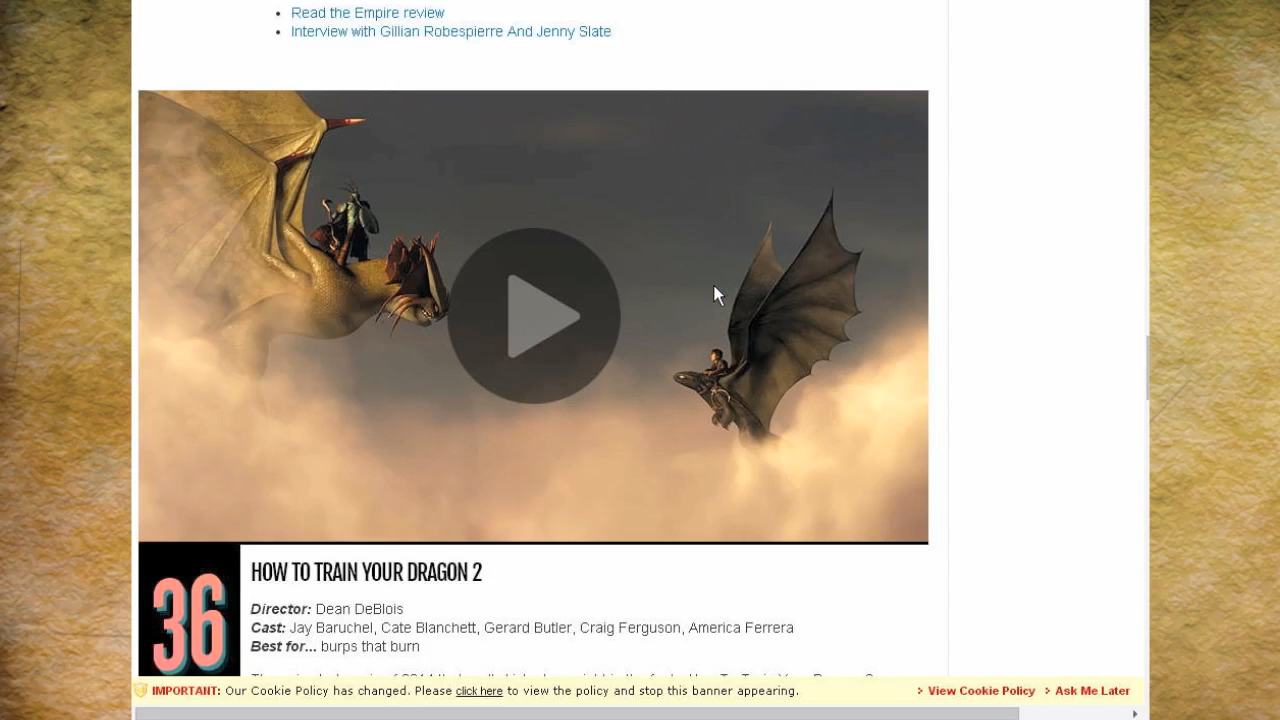 Read the Empire review
Interview with Gillian Robespierre And Jenny Slate
36
HOW TO TRAIN YOUR DRAGON 2
Director: Dean DeBlois
Cast: Jay Baruchel, Cate Blanchett, Gerard Butler, Craig Ferguson, America Ferrera
Best for... burps that burn
IMPORTANT: Our Cookie Policy has changed. Please click here to view the policy and stop this banner appearing. > View Cookie Policy > Ask Me Later